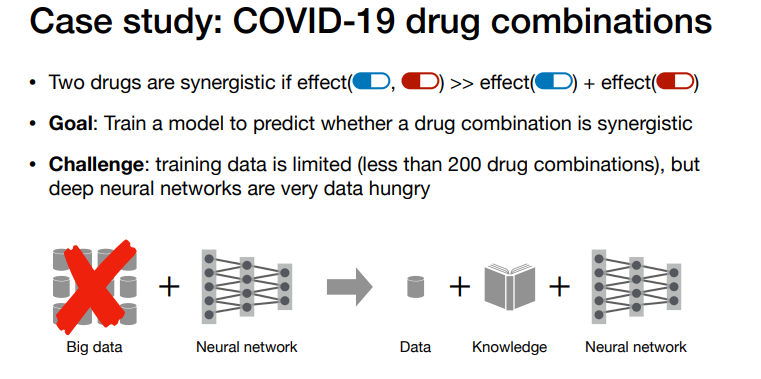 Case study: COVID-19 drug combinations
• Two drugs are synergistic if effect( , ) >> effect( ) + effect( )
• Goal: Train a model to predict whether a drug combination is synergistic
• Challenge: training data is limited (less than 200 drug combinations), but
deep neural networks are very data hungry
+ + +
Big data Neural network Data Knowledge Neural network